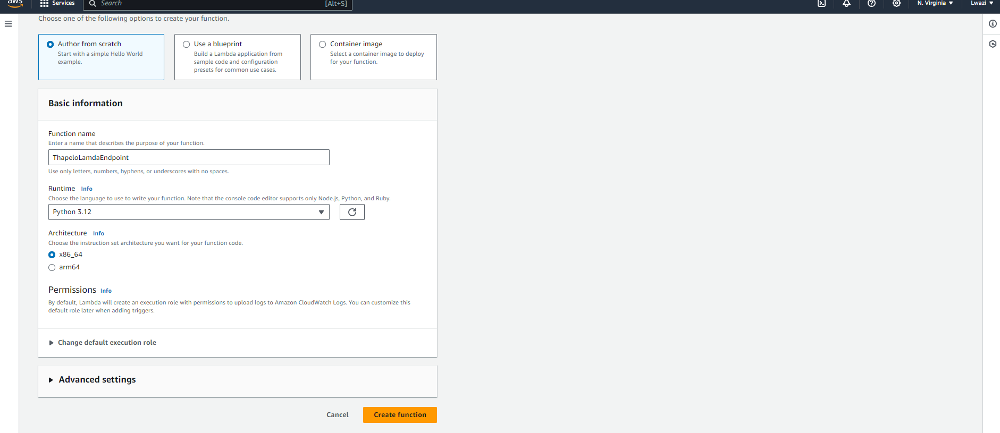 aws
Services
Search
[Alt+S]
N. Virginia
Lwazi
Choose one of the following options to create your function.
Author from scratch
Start with a simple Hello World
example.
Use a blueprint
Build a Lambda application from
sample code and configuration
presets for common use cases.
Container image
Select a container image to deploy
for your function.
Basic information
Function name
Enter a name that describes the purpose of your function.
ThapeloLamdaEndpoint
Use only letters, numbers, hyphens, or underscores with no spaces.
Runtime Info
Choose the language to use to write your function. Note that the console code editor supports only Node.js, Python, and Ruby.
Python 3.12
Architecture Info
Choose the instruction set architecture you want for your function code.
x86_64
arm64
Permissions Info
By default, Lambda will create an execution role with permissions to upload logs to Amazon CloudWatch Logs. You can customize this
default role later when adding triggers.
Change default execution role
Advanced settings
Cancel
Create function